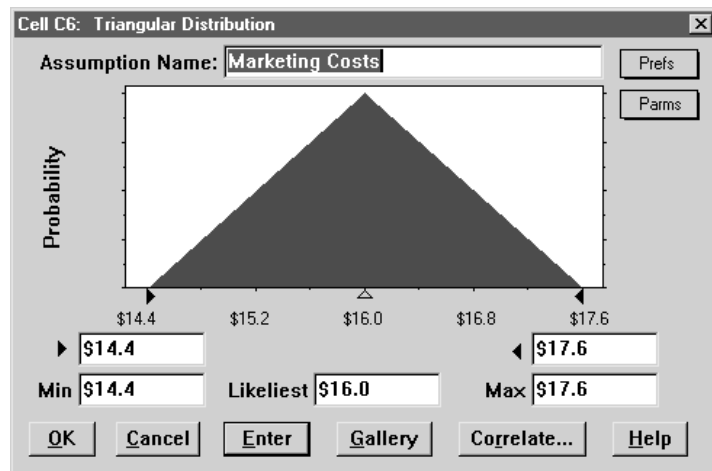 Cell C6: Triangular Distribution
Assumption Name: Marketing Costs
Prefs
Parms
Probability
$14.4 $15.2 $16.0 $16.8 $17.6
$14.4 $17.6
Min $14.4 Likeliest $16.0 Max $17.6
OK Cancel Enter Gallery Correlate... Help